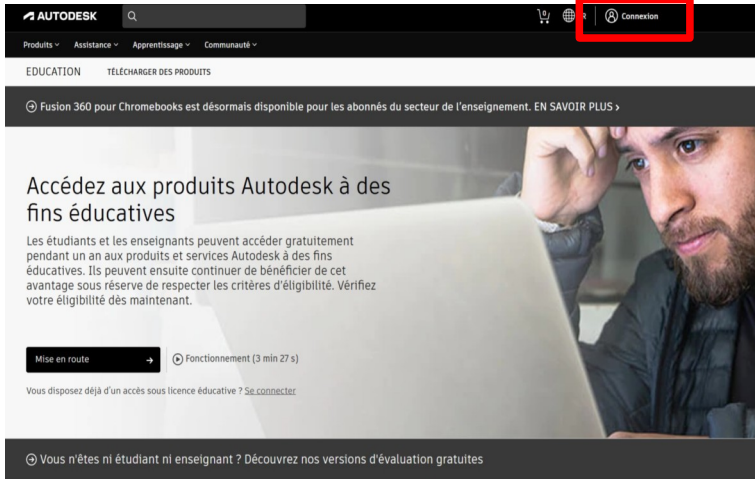 AUTODESK
0
R
Connexion
Produits Assistance Apprentissage Communauté
EDUCATION TÉLÉCHARGER DES PRODUITS
Fusion 360 pour Chromebooks est désormais disponible pour les abonnés du secteur de l'enseignement. EN SAVOIR PLUS >
Accédez aux produits Autodesk à des
fins éducatives
Les étudiants et les enseignants peuvent accéder gratuitement
pendant un an aux produits et services Autodesk à des fins
éducatives. Ils peuvent ensuite continuer de bénéficier de cet
avantage sous réserve de respecter les critères d'éligibilité. Vérifiez
votre éligibilité dès maintenant.
Mise en route → Fonctionnement (3 min 27 s)
Vous disposez déjà d'un accès sous licence éducative ? Se connecter
Vous n'êtes ni étudiant ni enseignant ? Découvrez nos versions d'évaluation gratuites